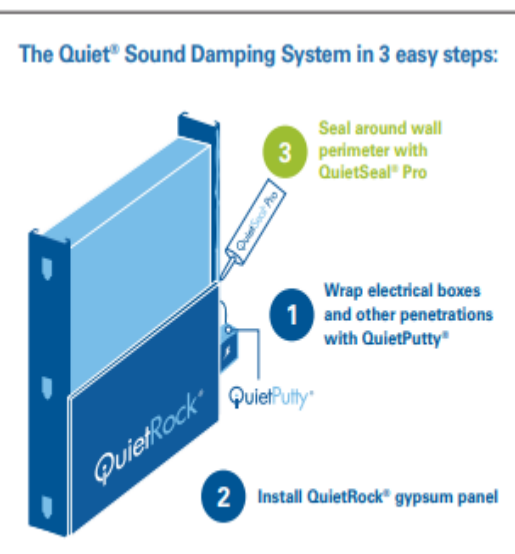 The Quiet® Sound Damping System in 3 easy steps:
3
Seal around wall
perimeter with
QuietSeal® Pro
QuietSeal® Pro
1
Wrap electrical boxes
and other penetrations
with QuietPutty®
QuietPutty®
QuietRock®
2
Install QuietRock® gypsum panel